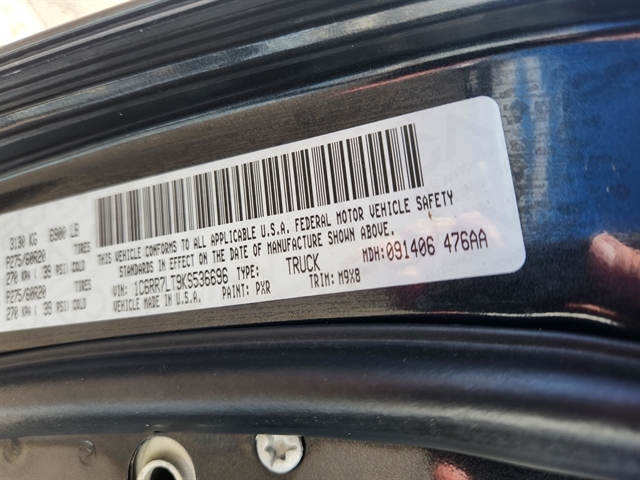 3130 KG 6900 LB
P275/60R20 TIRES
270 KPA ( 39 PSI) COLD
P275/60R20 TIRES
270 KPA ( 39 PSI) COLD
THIS VEHICLE CONFORMS TO ALL APPLICABLE U.S.A. FEDERAL MOTOR VEHICLE SAFETY
STANDARDS IN EFFECT ON THE DATE OF MANUFACTURE SHOWN ABOVE.
VIN: 1C6RR7LT9KS536696 TYPE: TRUCK MDH:091406 476AA
VEHICLE MADE IN U.S.A. PAINT: PXR TRIM: M9X8